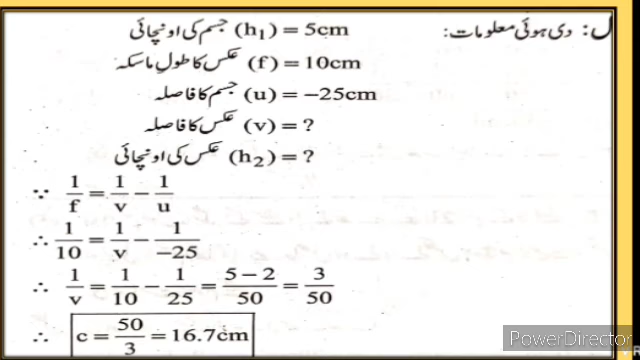 ل: دی ہوئی معلومات: جسم کی اونچائی (h₁) = 5cm
عکس کا طول ماسکہ (f) = 10cm
جسم کا فاصلہ (u) = −25cm
عکس کا فاصلہ (v) = ?
عکس کی اونچائی (h₂) = ?
∵ 1/f = 1/v − 1/u
∴ 1/10 = 1/v − 1/−25
∴ 1/v = 1/10 − 1/25 = 5 − 2/50 = 3/50
∴ c = 50/3 = 16.7cm
PowerDirector